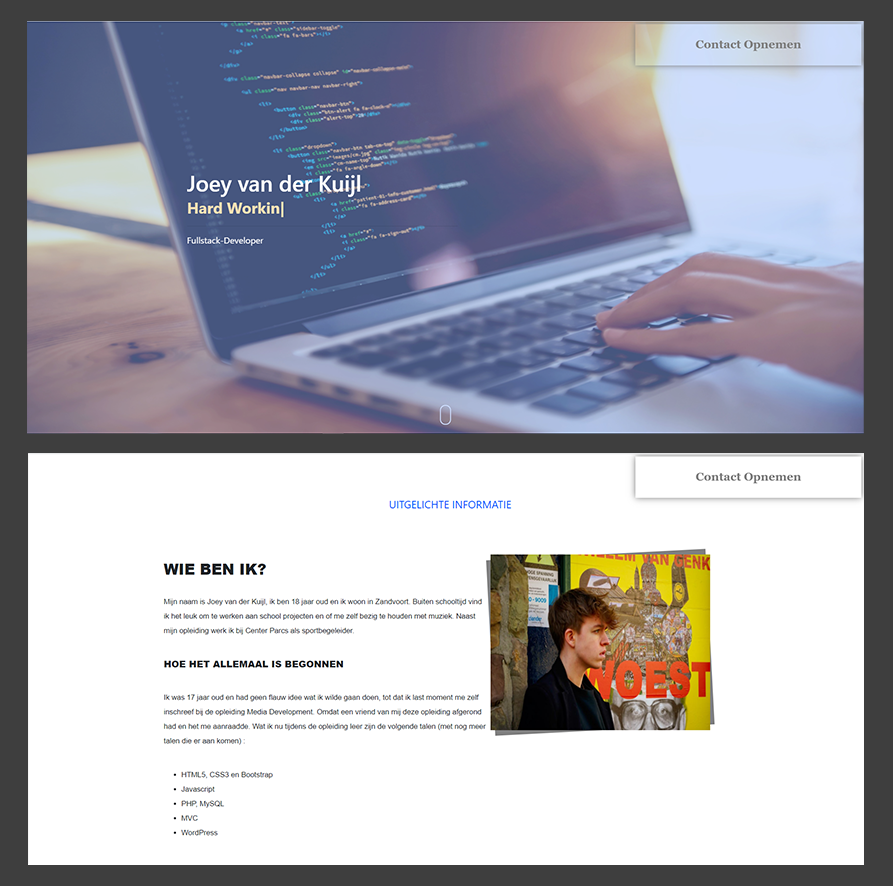 Contact Opnemen
Joey van der Kuijl
Hard Workin|
Fullstack-Developer
Contact Opnemen
UITGELICHTE INFORMATIE
WIE BEN IK?
Mijn naam is Joey van der Kuijl, ik ben 18 jaar oud en ik woon in Zandvoort. Buiten schooltijd vind
ik het leuk om te werken aan school projecten en of me zelf bezig te houden met muziek. Naast
mijn opleiding werk ik bij Center Parcs als sportbegeleider.
HOE HET ALLEMAAL IS BEGONNEN
Ik was 17 jaar oud en had geen flauw idee wat ik wilde gaan doen, tot dat ik last moment me zelf
inschreef bij de opleiding Media Development. Omdat een vriend van mij deze opleiding afgerond
had en het me aanraadde. Wat ik nu tijdens de opleiding leer zijn de volgende talen (met nog meer
talen die er aan komen) :
• HTML5, CSS3 en Bootstrap
• Javascript
• PHP, MySQL
• MVC
• WordPress
VAN GENK
WOEST